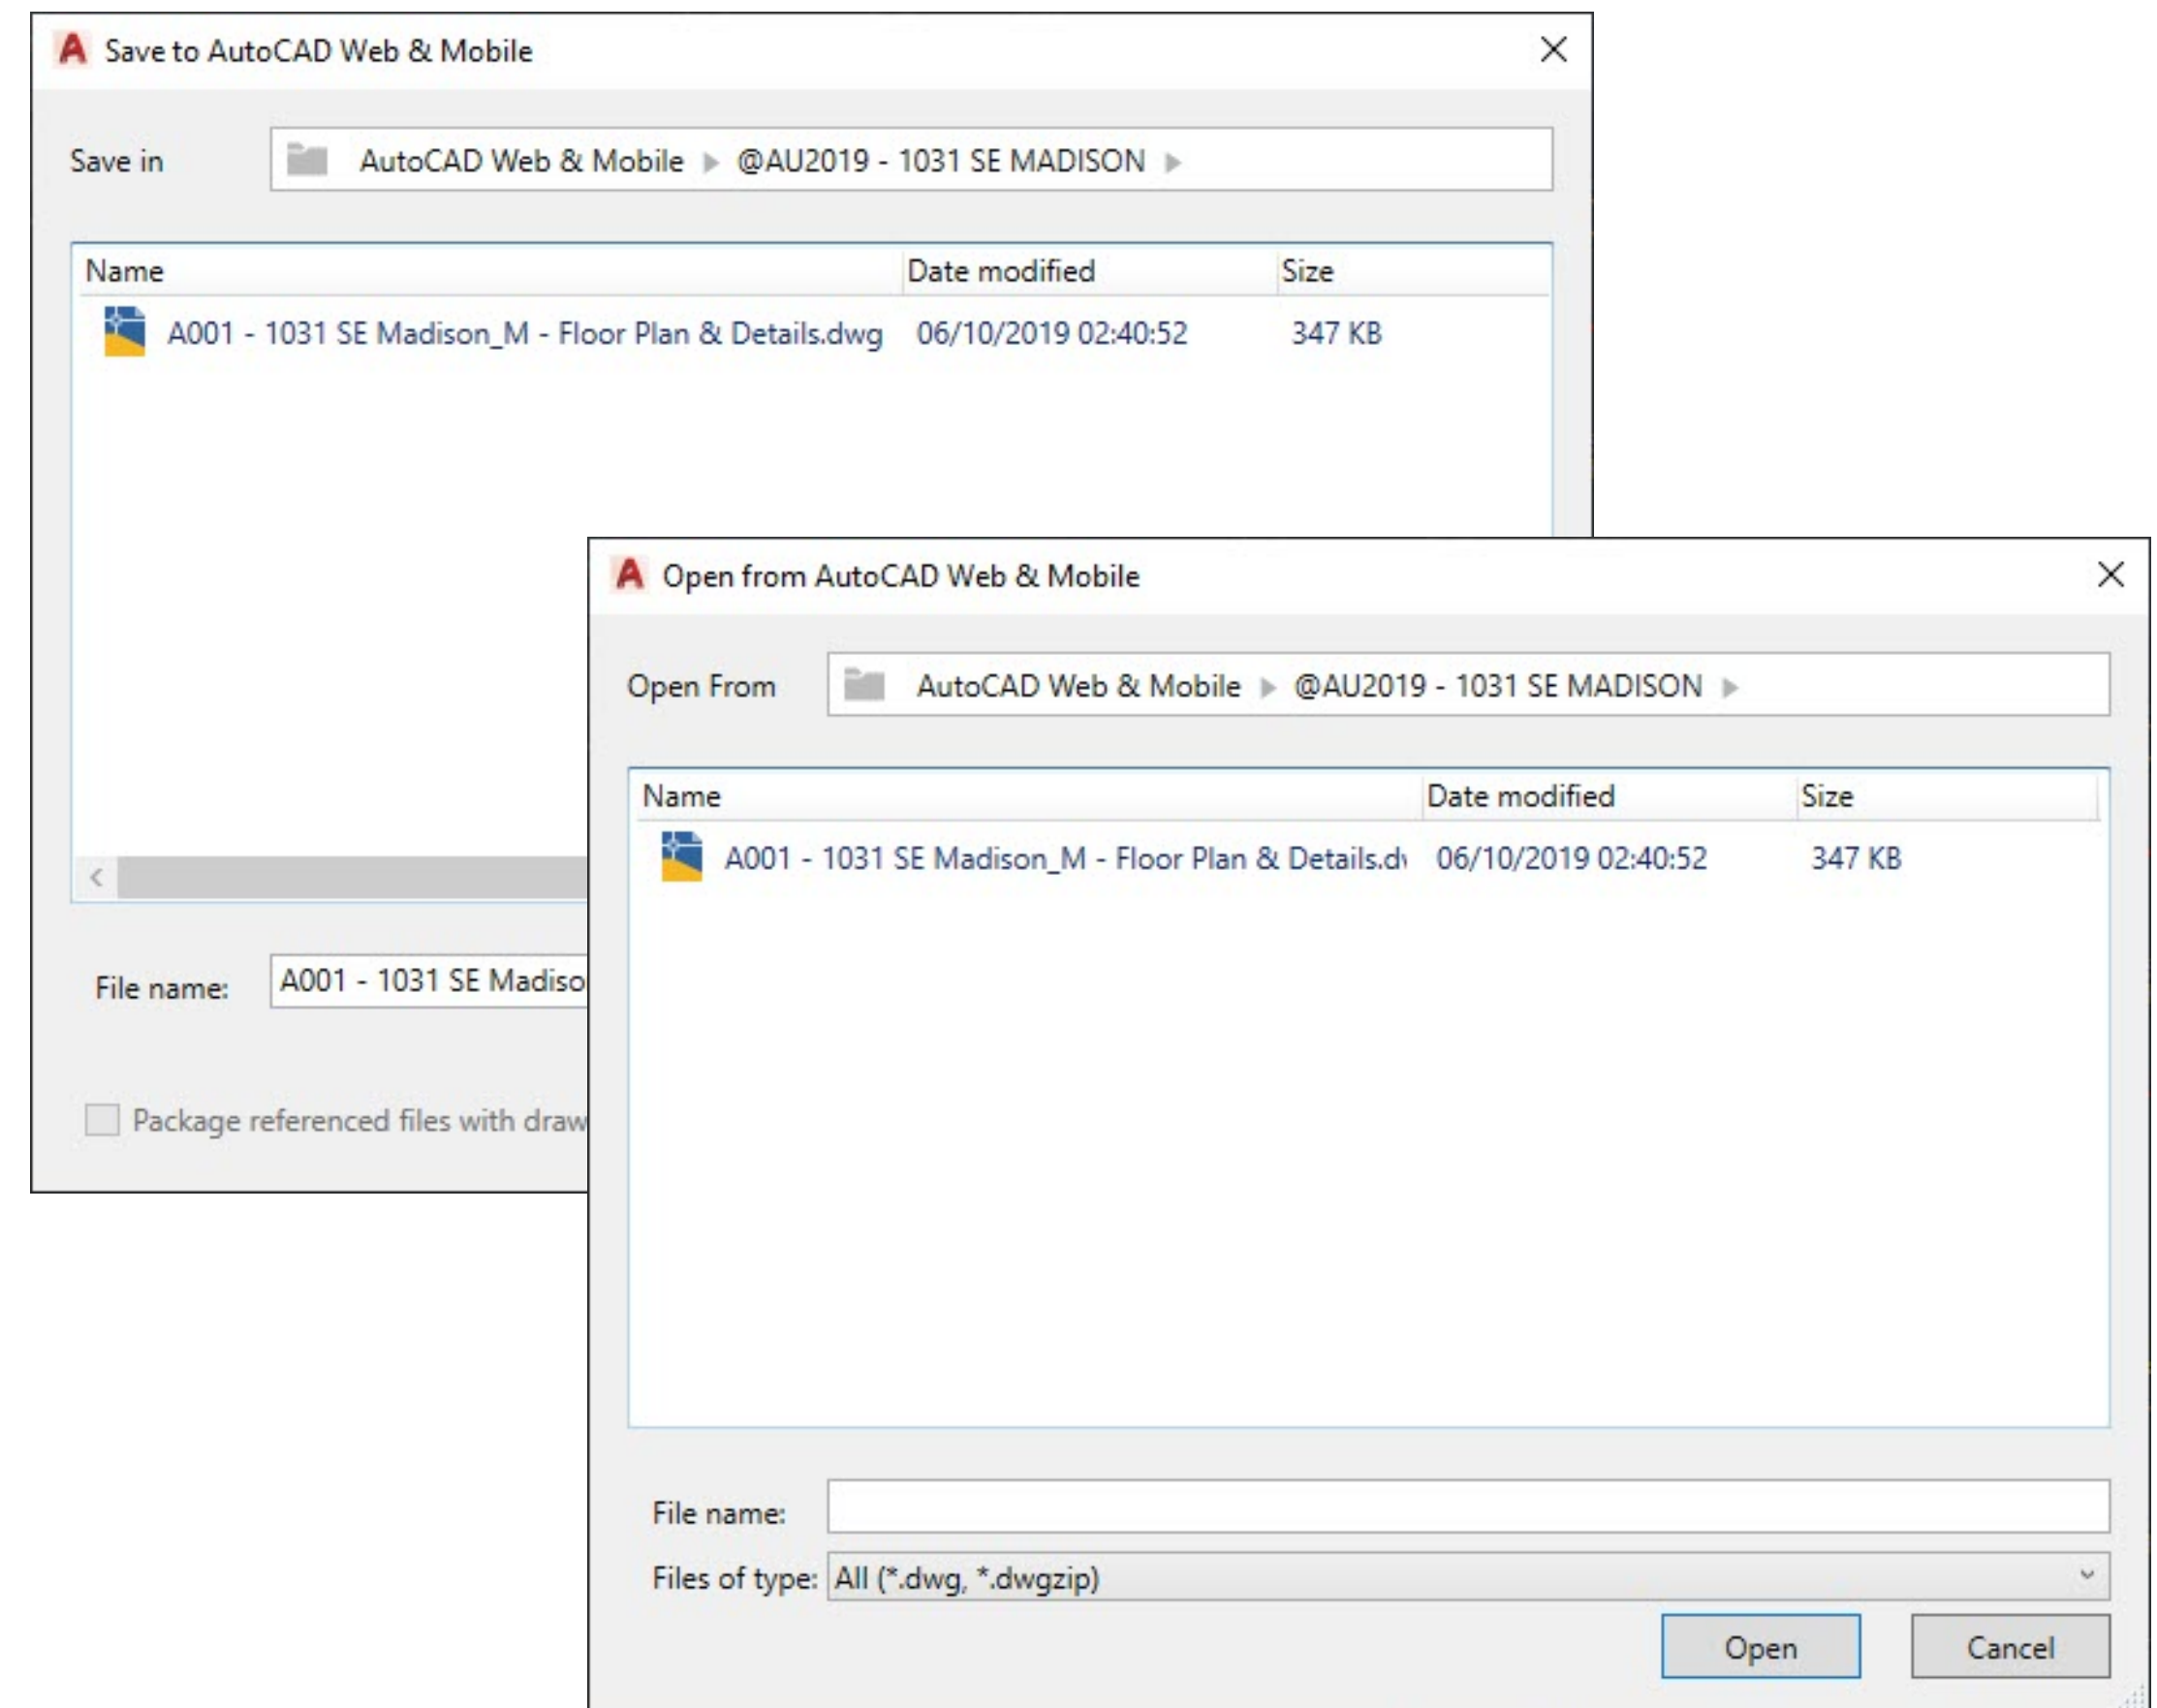 Save to AutoCAD Web & Mobile
Save in
AutoCAD Web & Mobile
@AU2019 - 1031 SE MADISON
Name Date modified Size
A001 - 1031 SE Madison_M - Floor Plan & Details.dwg 06/10/2019 02:40:52 347 KB
File name: A001 - 1031 SE Madiso
Package referenced files with draw
Open from AutoCAD Web & Mobile
Open From
AutoCAD Web & Mobile
@AU2019 - 1031 SE MADISON
Name Date modified Size
A001 - 1031 SE Madison_M - Floor Plan & Details.d 06/10/2019 02:40:52 347 KB
File name:
Files of type: All (*.dwg, *.dwgzip)
Open Cancel